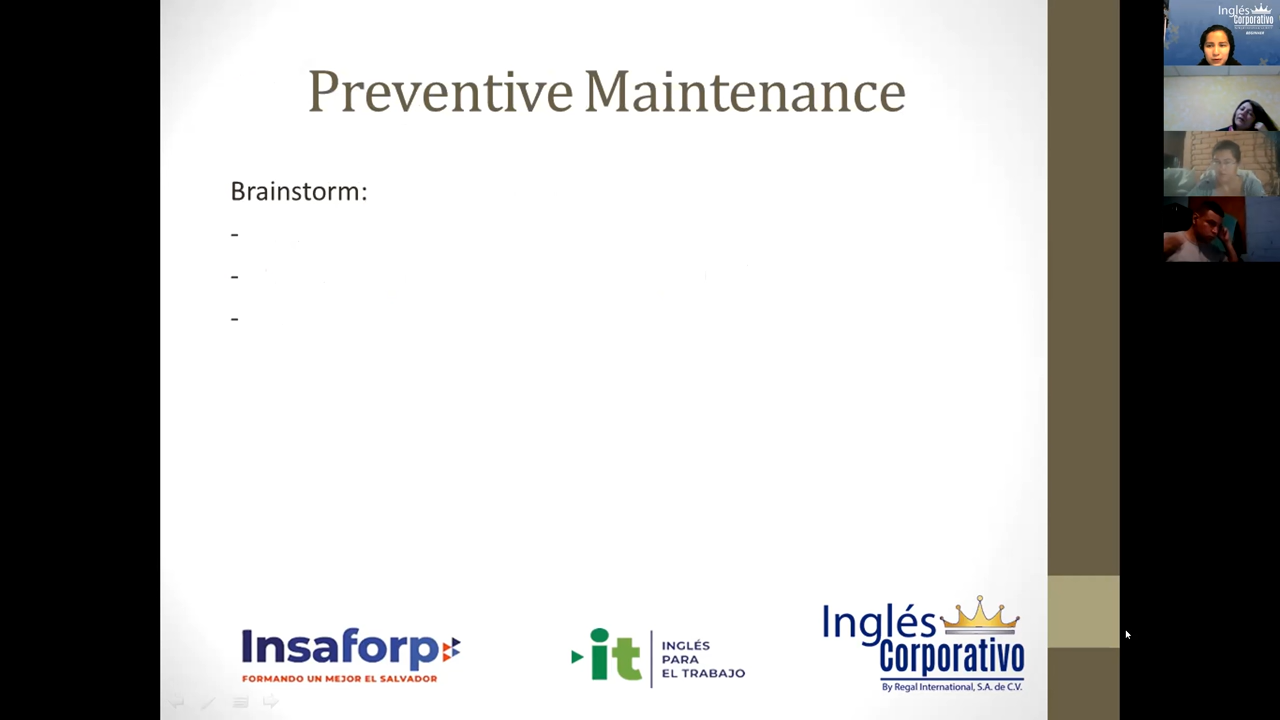 Preventive Maintenance
Brainstorm:
-
-
-
Insaforp
FORMANDO UN MEJOR EL SALVADOR
it
INGLÉS
PARA
EL TRABAJO
Inglés
Corporativo
By Regal International, S.A. de C.V.
Inglés
Corporativo
BEGINNER